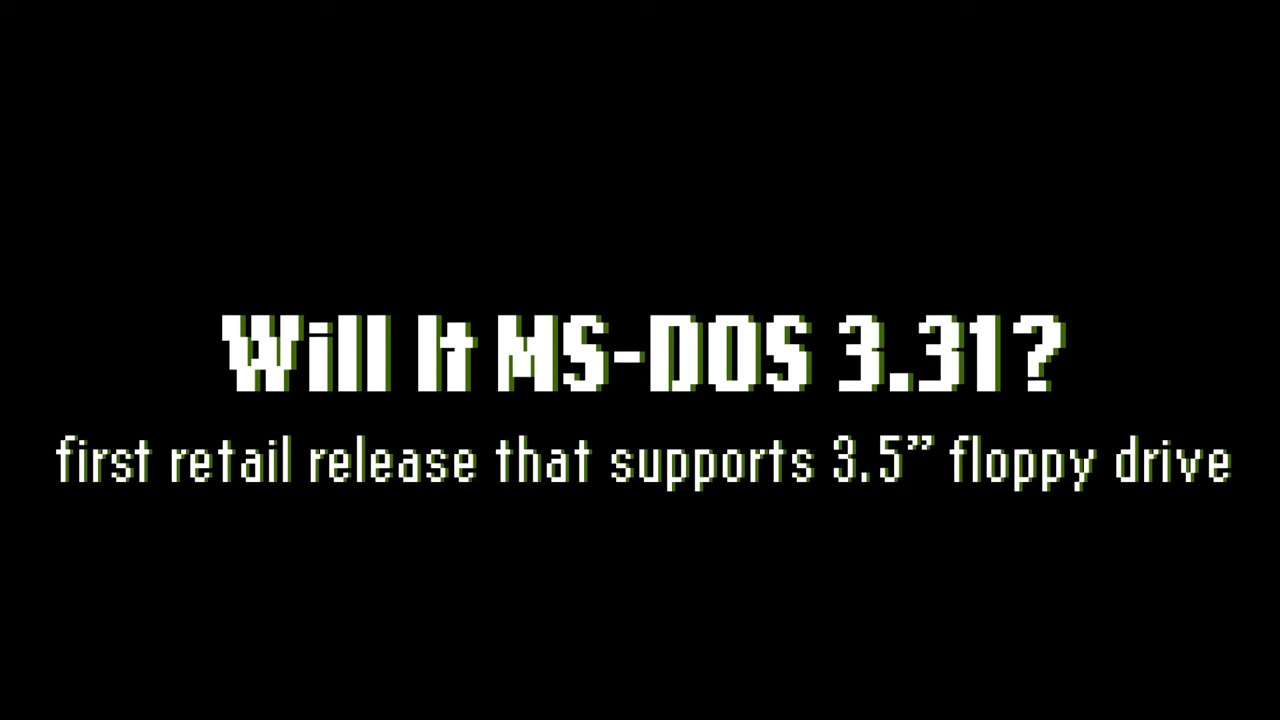 Will It MS-DOS 3.31?
first retail release that supports 3.5” floppy drive